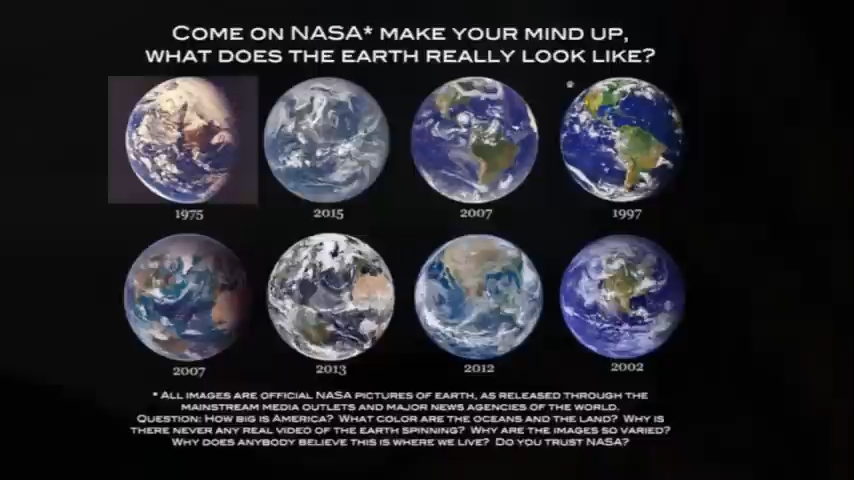 COME ON NASA* MAKE YOUR MIND UP,
WHAT DOES THE EARTH REALLY LOOK LIKE?
1975 2015 2007 1997
2007 2013 2012 2002
* ALL IMAGES ARE OFFICIAL NASA PICTURES OF EARTH, AS RELEASED THROUGH THE
MAINSTREAM MEDIA OUTLETS AND MAJOR NEWS AGENCIES OF THE WORLD.
QUESTION: HOW BIG IS AMERICA? WHAT COLOR ARE THE OCEANS AND THE LAND? WHY IS
THERE NEVER ANY REAL VIDEO OF THE EARTH SPINNING? WHY ARE THE IMAGES SO VARIED?
WHY DOES ANYBODY BELIEVE THIS IS WHERE WE LIVE? DO YOU TRUST NASA?